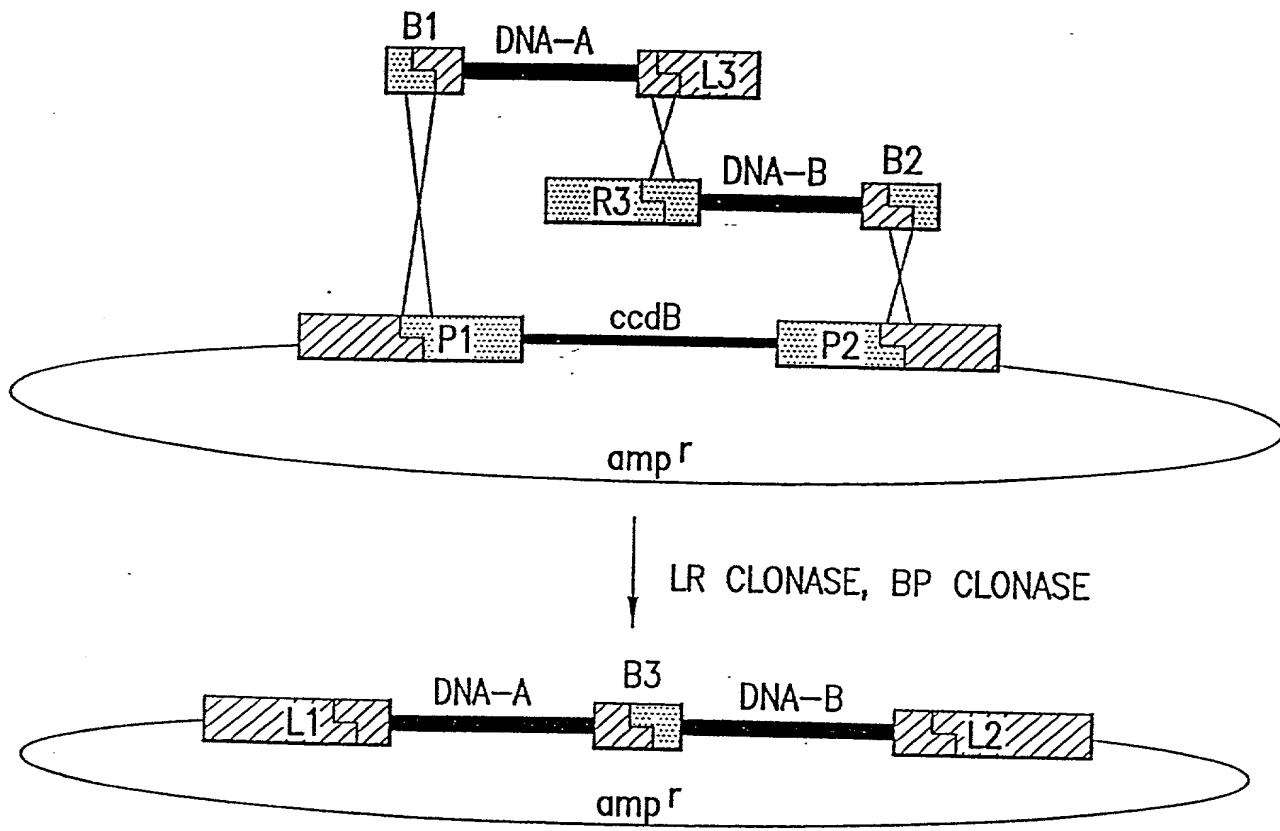 B1
DNA-A
L3
R3
DNA-B
B2
P1
ccdB
P2
amp r
LR CLONASE, BP CLONASE
L1
DNA-A
B3
DNA-B
L2
amp r